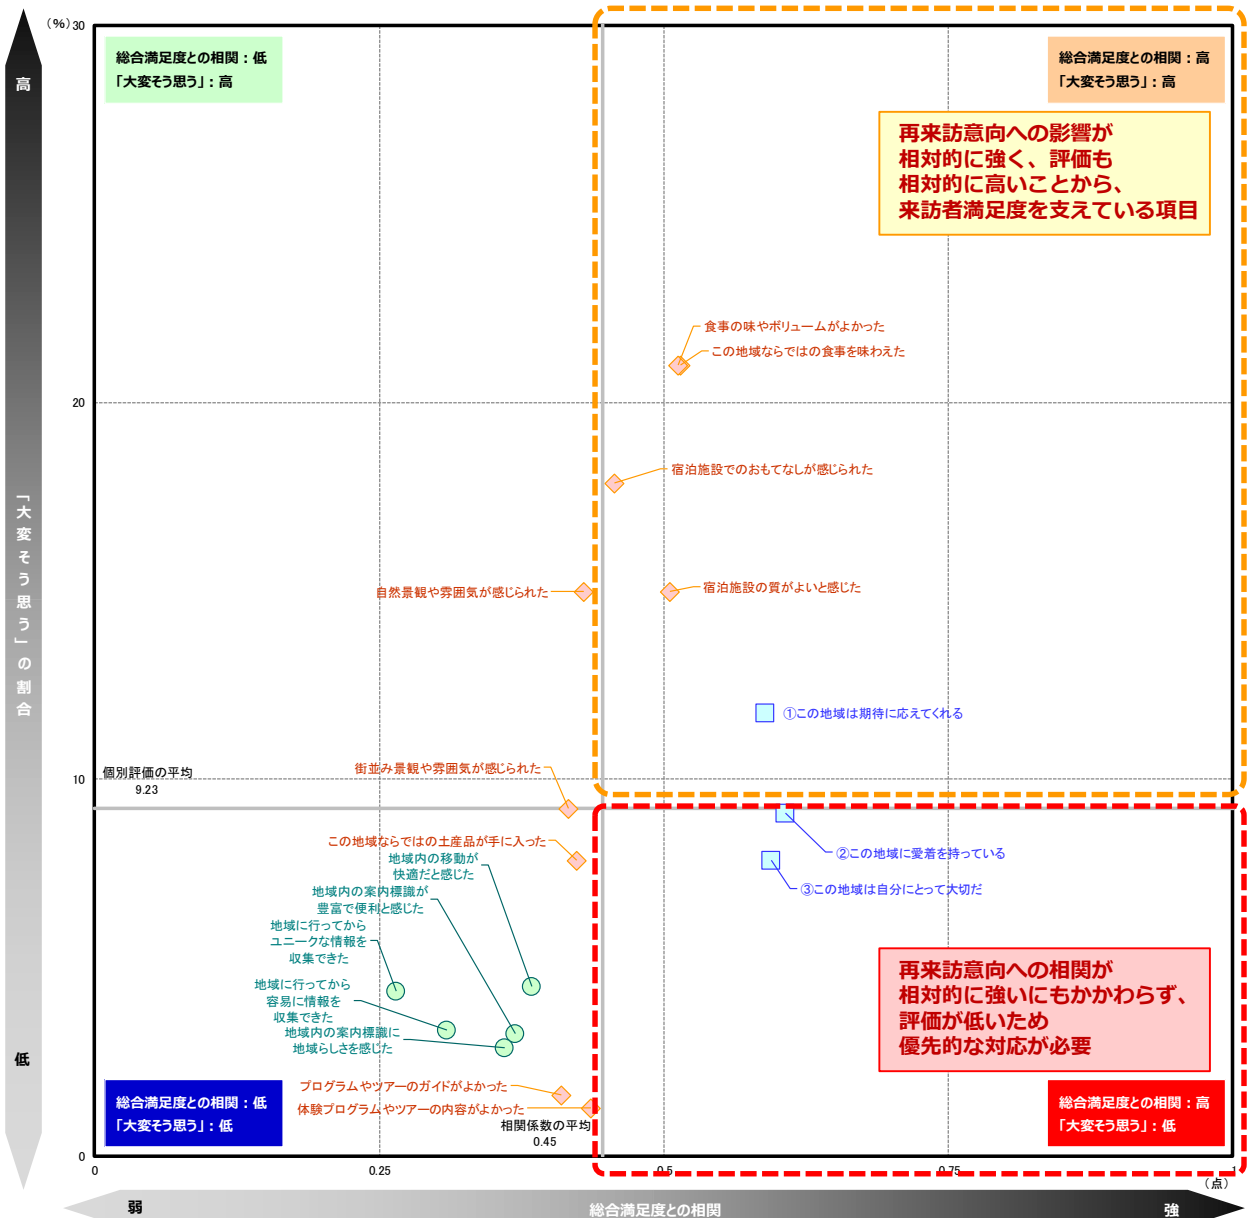 （%）
30
総合満足度との相関：低
「大変そう思う」：高
総合満足度との相関：高
「大変そう思う」：高
高
再来訪意向への影響が
相対的に強く、評価も
相対的に高いことから、
来訪者満足度を支えている項目
食事の味やボリュームがよかった
この地域ならではの食事を味わえた
20
宿泊施設でのおもてなしが感じられた
「大変そう思う」の割合
自然景観や雰囲気が感じられた
宿泊施設の質がよいと感じた
①この地域は期待に応えてくれる
街並み景観や雰囲気が感じられた
個別評価の平均
9.23
10
この地域ならではの土産品が手に入った
②この地域に愛着を持っている
地域内の移動が
快適だと感じた
③この地域は自分にとって大切だ
地域内の案内標識が
豊富で便利と感じた
地域に行ってから
ユニークな情報を
収集できた
地域に行ってから
容易に情報を
収集できた
地域内の案内標識に
地域らしさを感じた
再来訪意向への相関が
相対的に強いにもかかわらず、
評価が低いため
優先的な対応が必要
低
プログラムやツアーのガイドがよかった
体験プログラムやツアーの内容がよかった
相関係数の平均
0.45
総合満足度との相関：低
「大変そう思う」：低
総合満足度との相関：高
「大変そう思う」：低
0
0
0.25
0.5
0.75
1
（点）
弱
総合満足度との相関
強